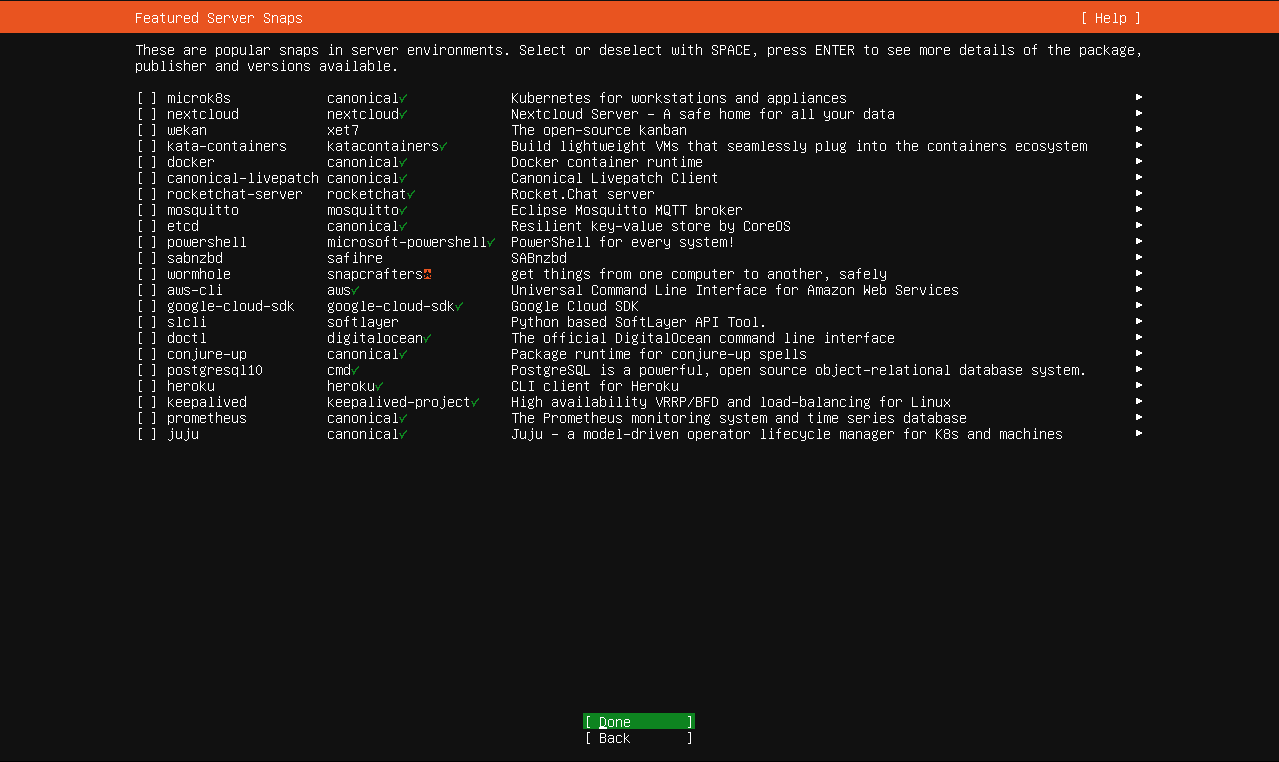 Featured Server Snaps [ Help ]
These are popular snaps in server environments. Select or deselect with SPACE, press ENTER to see more details of the package,
publisher and versions available.
[ ] microk8s canonical✓ Kubernetes for workstations and appliances ▸
[ ] nextcloud nextcloud✓ Nextcloud Server - A safe home for all your data ▸
[ ] wekan xet7 The open-source kanban ▸
[ ] kata-containers katacontainers✓ Build lightweight VMs that seamlessly plug into the containers ecosystem ▸
[ ] docker canonical✓ Docker container runtime ▸
[ ] canonical-livepatch canonical✓ Canonical Livepatch Client ▸
[ ] rocketchat-server rocketchat✓ Rocket.Chat server ▸
[ ] mosquitto mosquitto✓ Eclipse Mosquitto MQTT broker ▸
[ ] etcd canonical✓ Resilient key-value store by CoreOS ▸
[ ] powershell microsoft-powershell✓ PowerShell for every system! ▸
[ ] sabnzbd safihre SABnzbd ▸
[ ] wormhole snapcrafters✪ get things from one computer to another, safely ▸
[ ] aws-cli aws✓ Universal Command Line Interface for Amazon Web Services ▸
[ ] google-cloud-sdk google-cloud-sdk✓ Google Cloud SDK ▸
[ ] slcli softlayer Python based SoftLayer API Tool. ▸
[ ] doctl digitalocean✓ The official DigitalOcean command line interface ▸
[ ] conjure-up canonical✓ Package runtime for conjure-up spells ▸
[ ] postgresql10 cmd✓ PostgreSQL is a powerful, open source object-relational database system. ▸
[ ] heroku heroku✓ CLI client for Heroku ▸
[ ] keepalived keepalived-project✓ High availability VRRP/BFD and load-balancing for Linux ▸
[ ] prometheus canonical✓ The Prometheus monitoring system and time series database ▸
[ ] juju canonical✓ Juju - a model-driven operator lifecycle manager for K8s and machines ▸
[ Done ]
[ Back ]